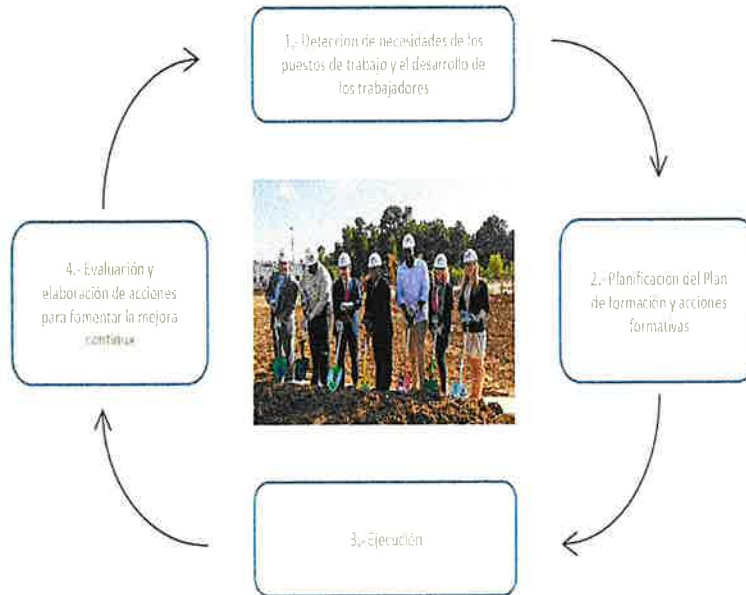 1.- Detección de necesidades de los
puestos de trabajo y el desarrollo de
los trabajadores
2.- Planificación del Plan
de formación y acciones
formativas
3.- Ejecución
4.- Evaluación y
elaboración de acciones
para fomentar la mejora
continua